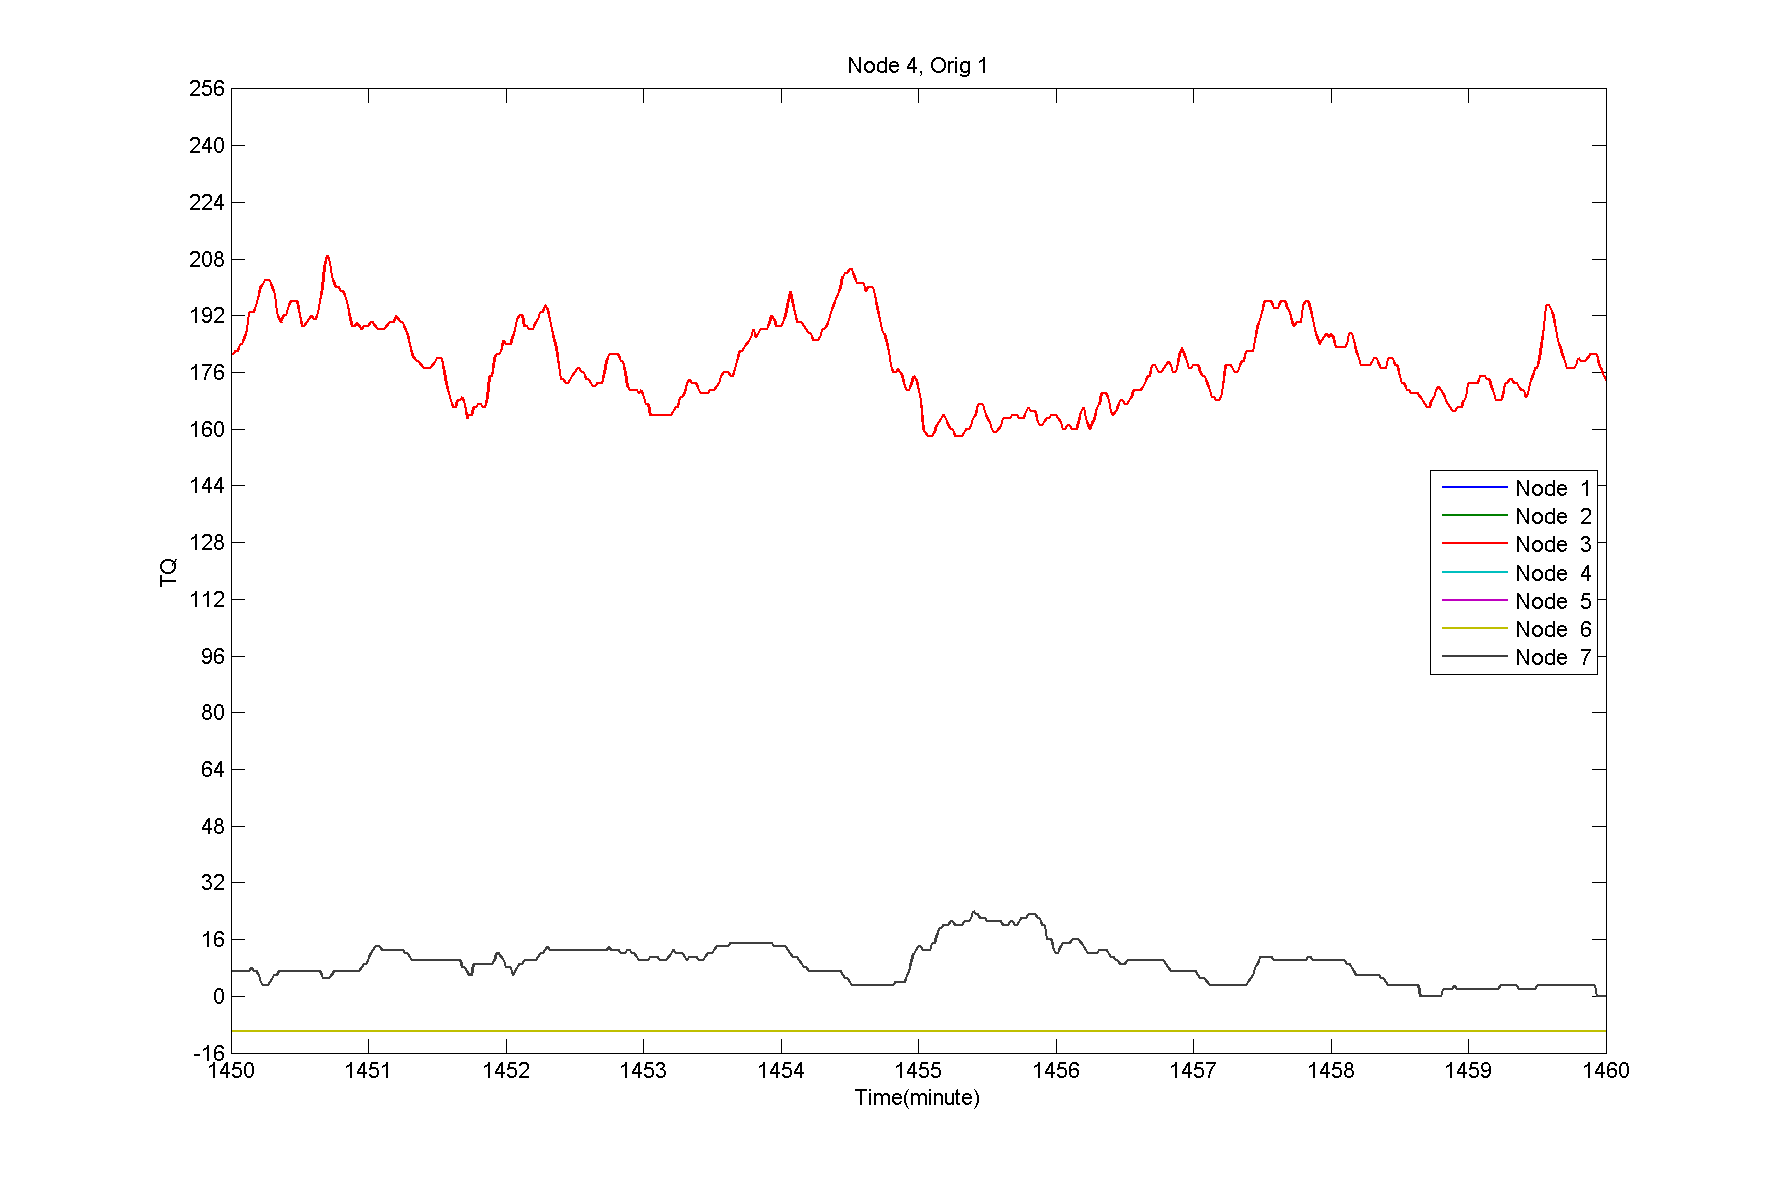 Node 4, Orig 1
256
240
224
208
192
176
160
144
128
112
96
80
64
48
32
16
0
-16
TQ
Node 1
Node 2
Node 3
Node 4
Node 5
Node 6
Node 7
1450 1451 1452 1453 1454 1455 1456 1457 1458 1459 1460
Time(minute)